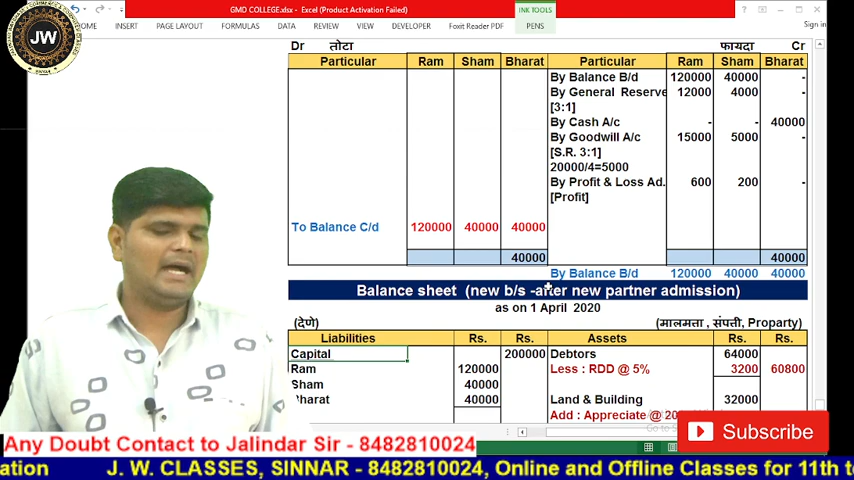 GMD COLLEGE.xlsx - Excel (Product Activation Failed)
INK TOOLS
HOME INSERT PAGE LAYOUT FORMULAS DATA REVIEW VIEW DEVELOPER Foxit Reader PDF PENS Sign in
JW
Dr तोटा फायदा Cr
Particular Ram Sham Bharat Particular Ram Sham Bharat
By Balance B/d 120000 40000 -
By General Reserve 12000 4000 -
[3:1]
By Cash A/c - - 40000
By Goodwill A/c 15000 5000 -
[S.R. 3:1]
20000/4=5000
By Profit & Loss Ad. 600 200 -
[Profit]
To Balance C/d 120000 40000 40000
40000 40000
By Balance B/d 120000 40000 40000
Balance sheet (new b/s -after new partner admission)
as on 1 April 2020
(देणे) (मालमत्ता , संपत्ती, Proparty)
Liabilities Rs. Rs. Assets Rs. Rs.
Capital 200000 Debtors 64000
Ram 120000 Less : RDD @ 5% 3200 60800
Sham 40000
Bharat 40000 Land & Building 32000
Add : Appreciate @ 20
Subscribe
Any Doubt Contact to Jalindar Sir - 8482810024
ation J. W. CLASSES, SINNAR - 8482810024, Online and Offline Classes for 11th to